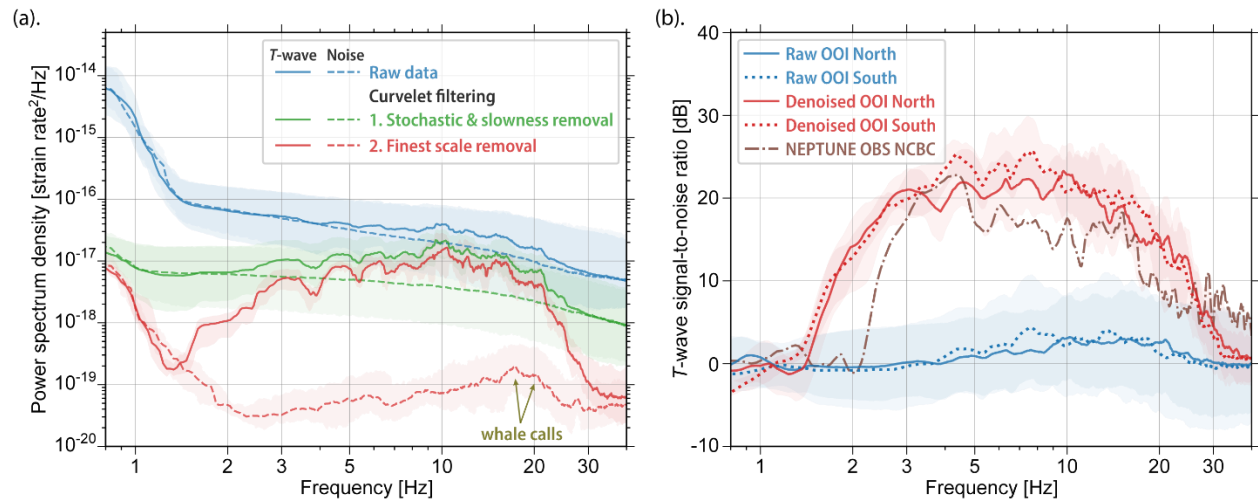 (a).
T-wave Noise
Raw data
Curvelet filtering
1. Stochastic & slowness removal
2. Finest scale removal
Power spectrum density [strain rate²/Hz]
10⁻¹⁴
10⁻¹⁵
10⁻¹⁶
10⁻¹⁷
10⁻¹⁸
10⁻¹⁹
10⁻²⁰
whale calls
1 2 3 5 10 20 30
Frequency [Hz]
(b).
Raw OOI North
Raw OOI South
Denoised OOI North
Denoised OOI South
NEPTUNE OBS NCBC
T-wave signal-to-noise ratio [dB]
40
30
20
10
0
-10
1 2 3 5 10 20 30
Frequency [Hz]